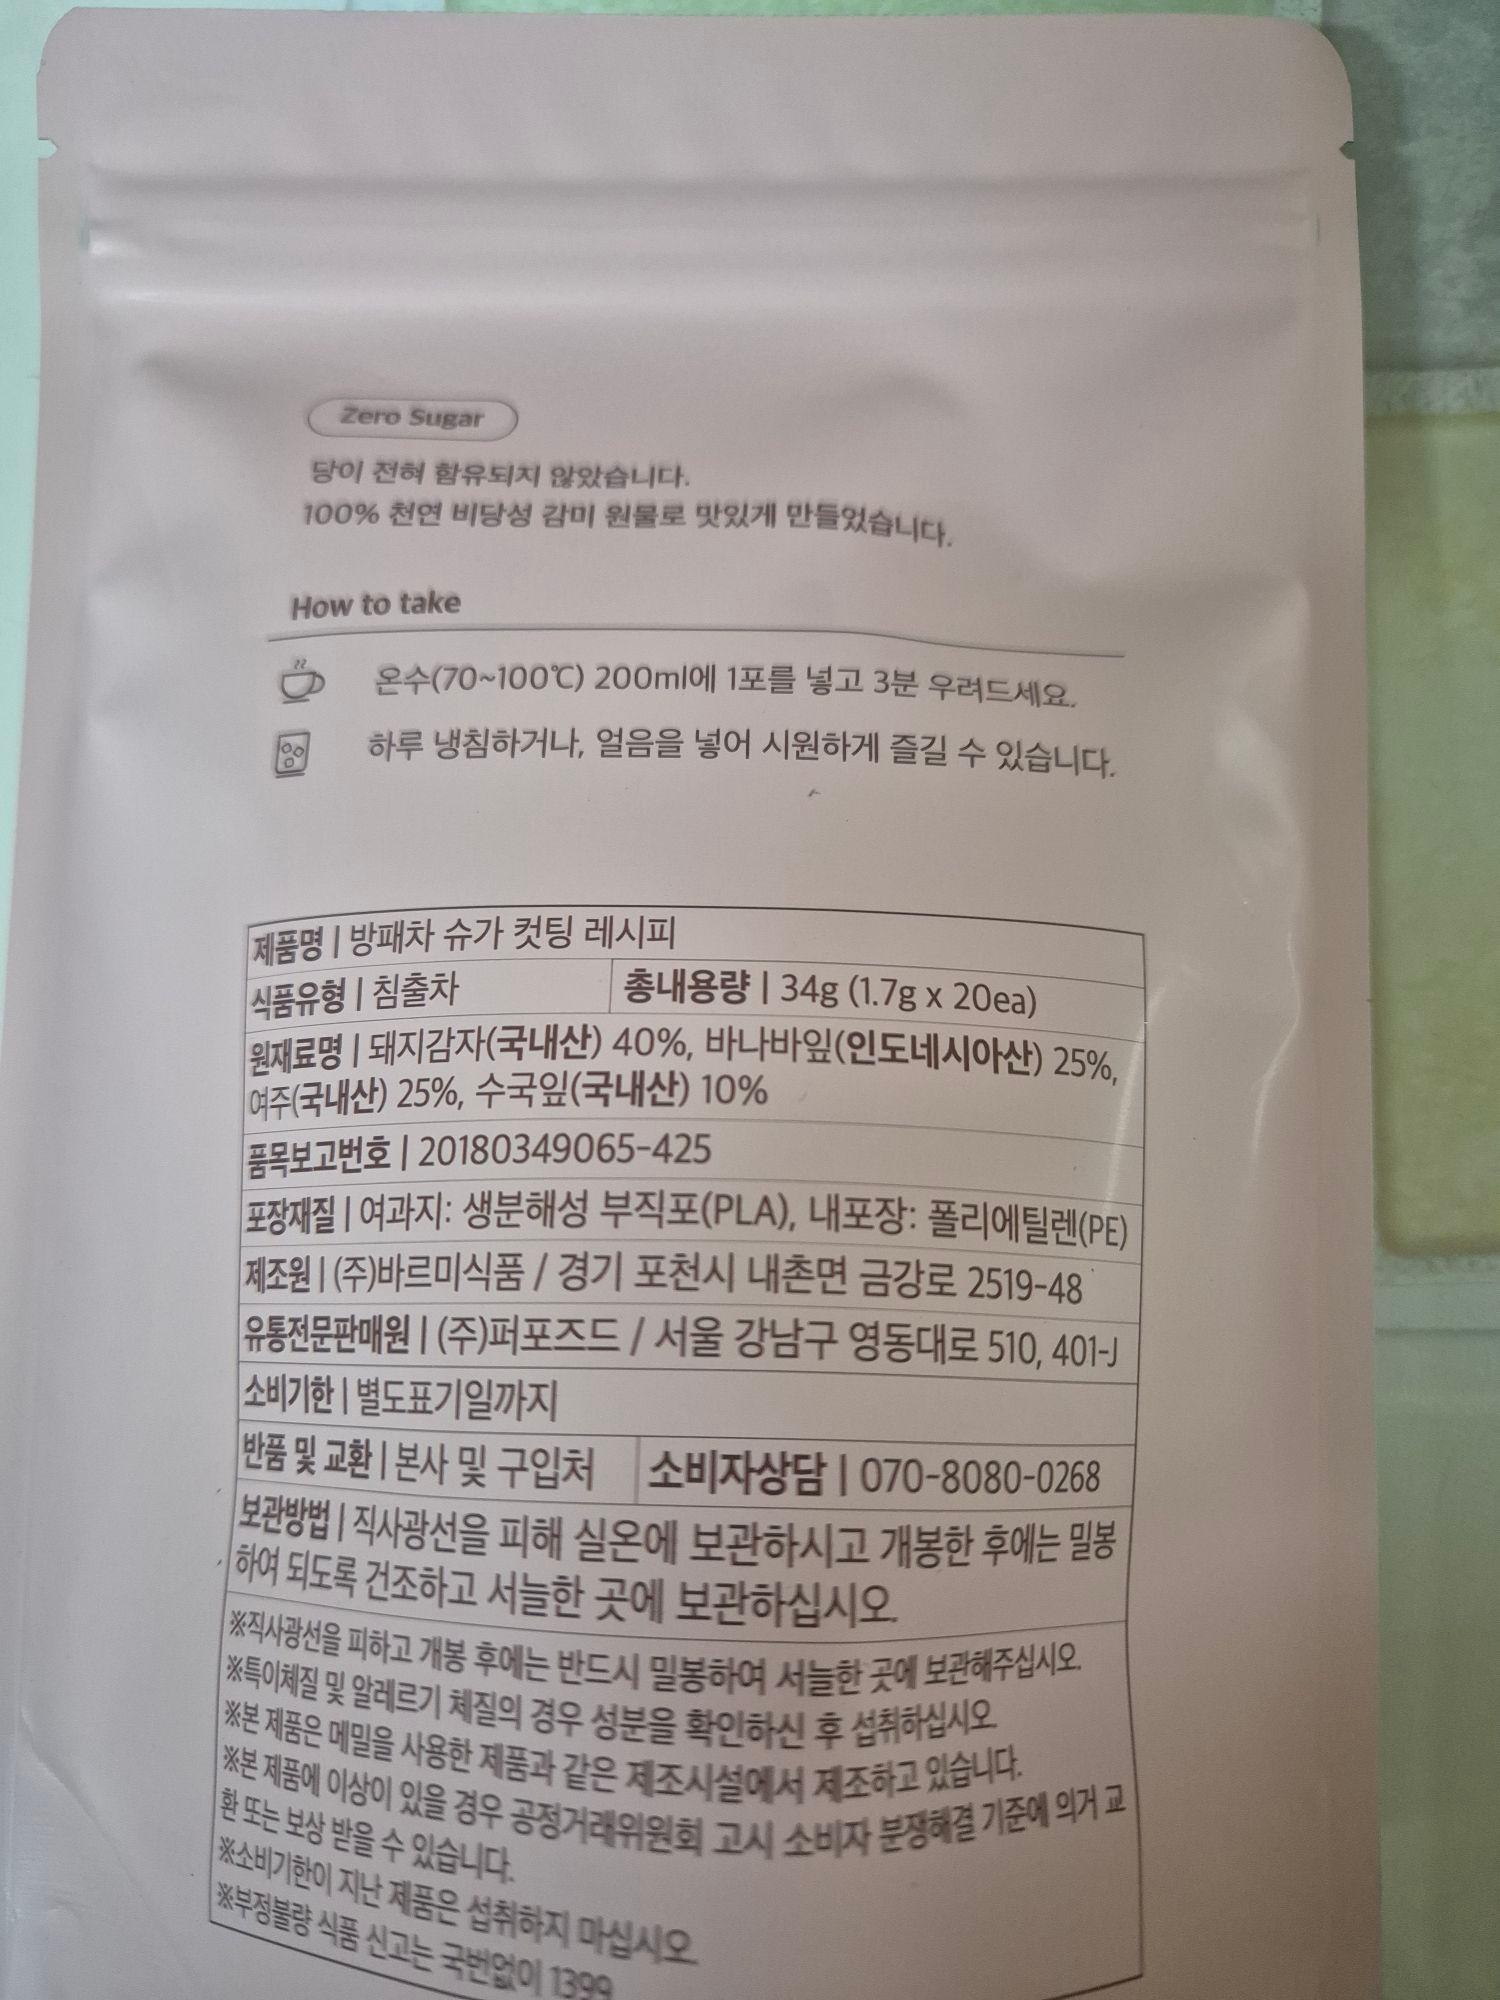 Zero Sugar
당이 전혀 함유되지 않았습니다.
100% 천연 비당성 감미 원물로 맛있게 만들었습니다.
How to take
온수(70~100℃) 200ml에 1포를 넣고 3분 우려드세요.
하루 냉침하거나, 얼음을 넣어 시원하게 즐길 수 있습니다.
제품명 | 방패차 슈가 컷팅 레시피
식품유형 | 침출차 총내용량 | 34g (1.7g x 20ea)
원재료명 | 돼지감자(국내산) 40%, 바나바잎(인도네시아산) 25%,
여주(국내산) 25%, 수국잎(국내산) 10%
품목보고번호 | 20180349065-425
포장재질 | 여과지: 생분해성 부직포(PLA), 내포장: 폴리에틸렌(PE)
제조원 | (주)바르미식품 / 경기 포천시 내촌면 금강로 2519-48
유통전문판매원 | (주)퍼포즈드 / 서울 강남구 영동대로 510, 401-J
소비기한 | 별도표기일까지
반품 및 교환 | 본사 및 구입처 소비자상담 | 070-8080-0268
보관방법 | 직사광선을 피해 실온에 보관하시고 개봉한 후에는 밀봉
하여 되도록 건조하고 서늘한 곳에 보관하십시오.
※직사광선을 피하고 개봉 후에는 반드시 밀봉하여 서늘한 곳에 보관해주십시오.
※특이체질 및 알레르기 체질의 경우 성분을 확인하신 후 섭취하십시오.
※본 제품은 메밀을 사용한 제품과 같은 제조시설에서 제조하고 있습니다.
※본 제품에 이상이 있을 경우 공정거래위원회 고시 소비자 분쟁해결 기준에 의거 교
환 또는 보상 받을 수 있습니다.
※소비기한이 지난 제품은 섭취하지 마십시오
※부정불량 식품 신고는 국번없이 1399